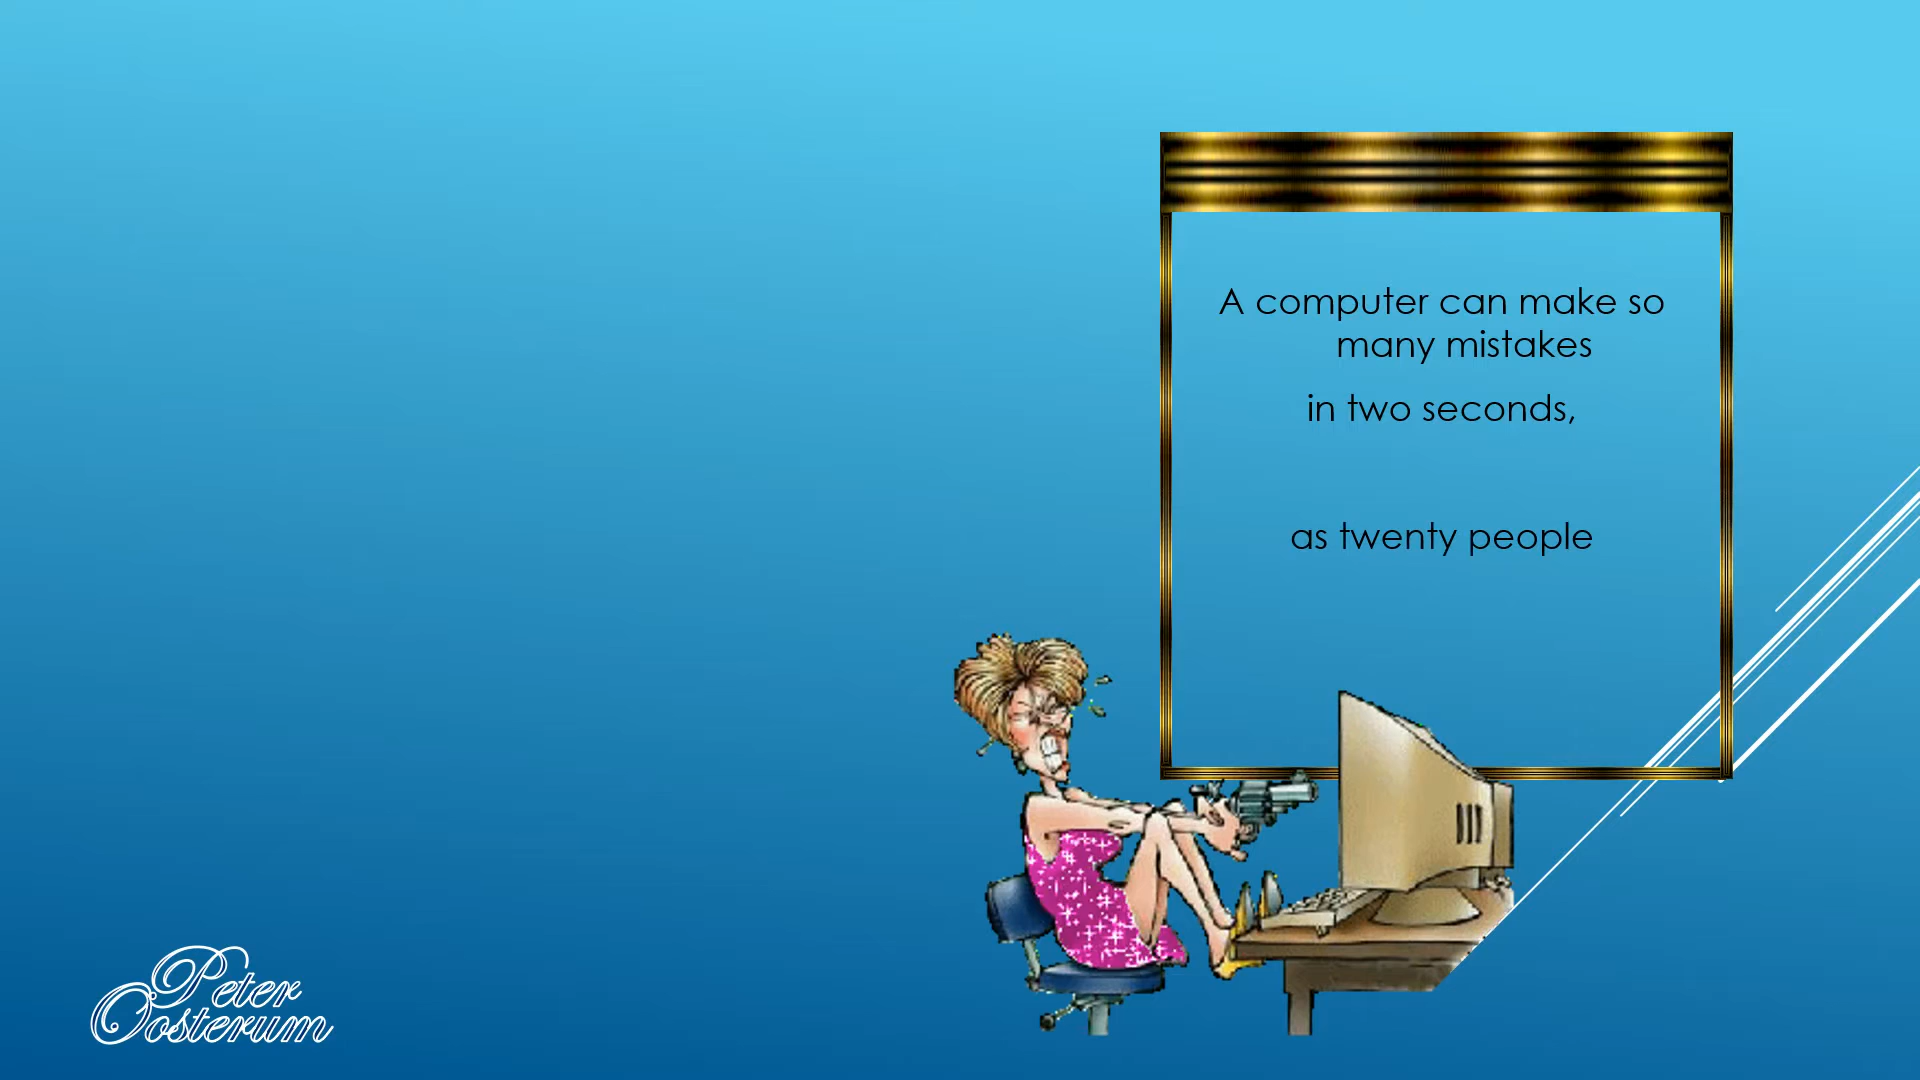 A computer can make so
many mistakes
in two seconds,
as twenty people
Peter
Oosterum